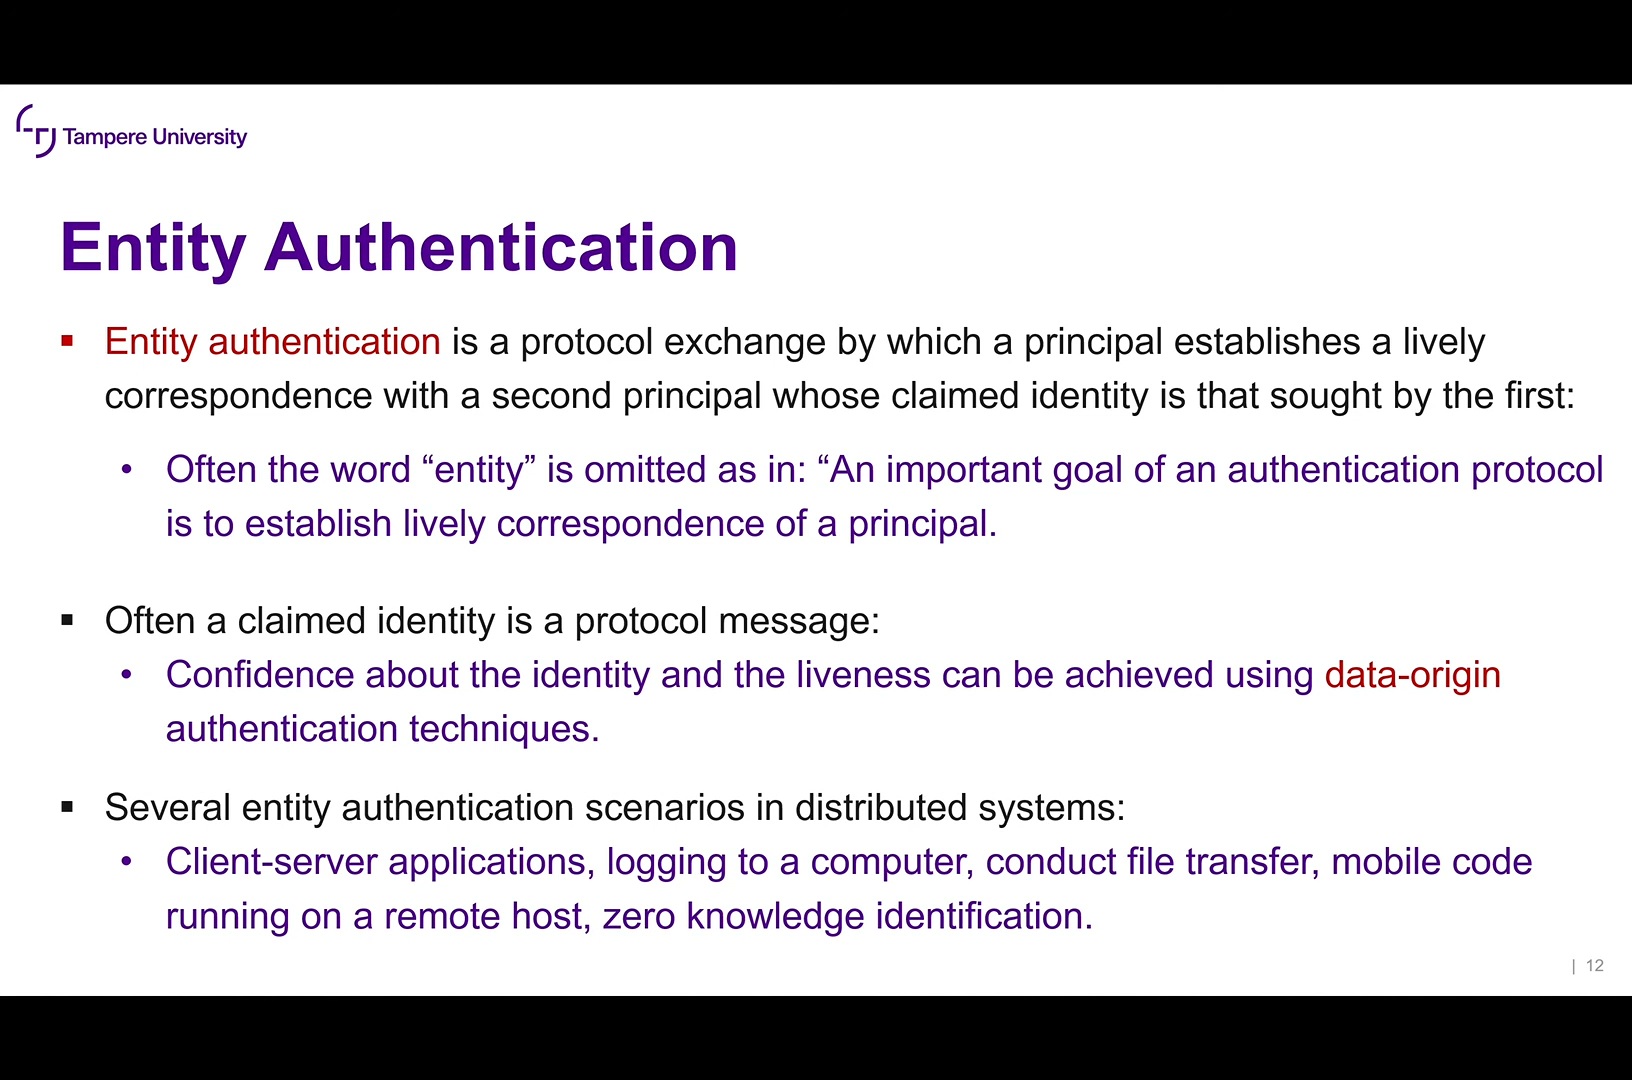 Tampere University
Entity Authentication
▪ Entity authentication is a protocol exchange by which a principal establishes a lively
correspondence with a second principal whose claimed identity is that sought by the first:
• Often the word “entity” is omitted as in: “An important goal of an authentication protocol
is to establish lively correspondence of a principal.
▪ Often a claimed identity is a protocol message:
• Confidence about the identity and the liveness can be achieved using data-origin
authentication techniques.
▪ Several entity authentication scenarios in distributed systems:
• Client-server applications, logging to a computer, conduct file transfer, mobile code
running on a remote host, zero knowledge identification.
| 12